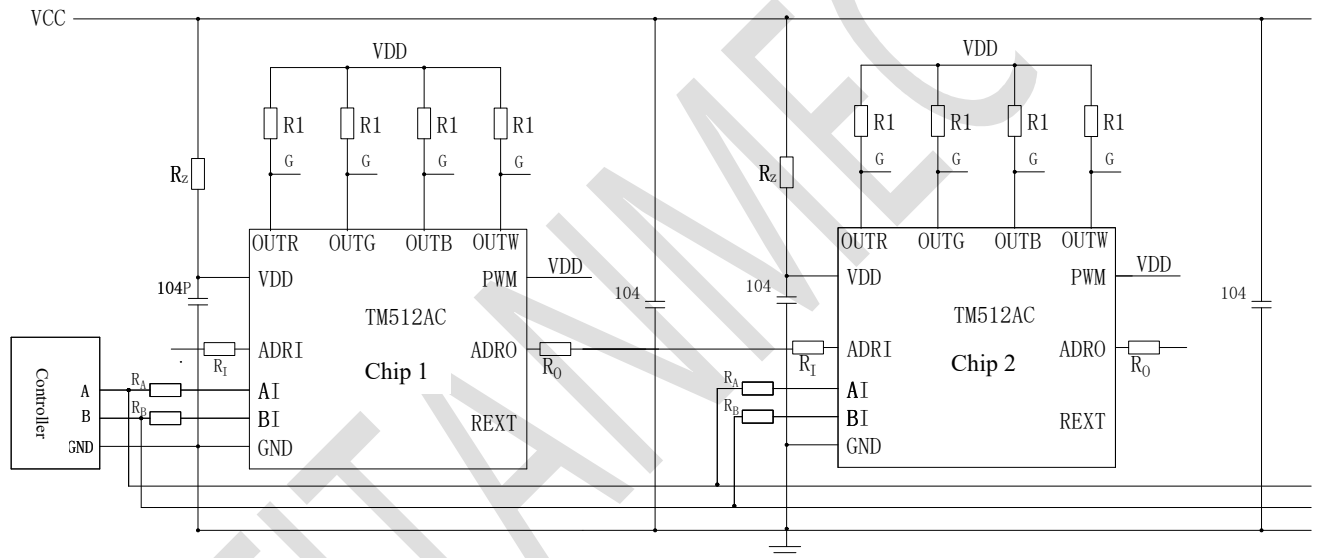 VCC
VDD
VDD
R1 R1 R1 R1
R1 R1 R1 R1
G G G G
G G G G
RZ
RZ
OUTR OUTG OUTB OUTW
OUTR OUTG OUTB OUTW
VDD PWM VDD
VDD PWM VDD
104P
104
104
104
TM512AC
TM512AC
ADRI ADRO
ADRI ADRO
RI RO
RI RO
Chip 1
Chip 2
Controller
A RA AI
B RB BI
GND GND
RA AI
RB BI
GND
REXT
REXT
TITANMEC